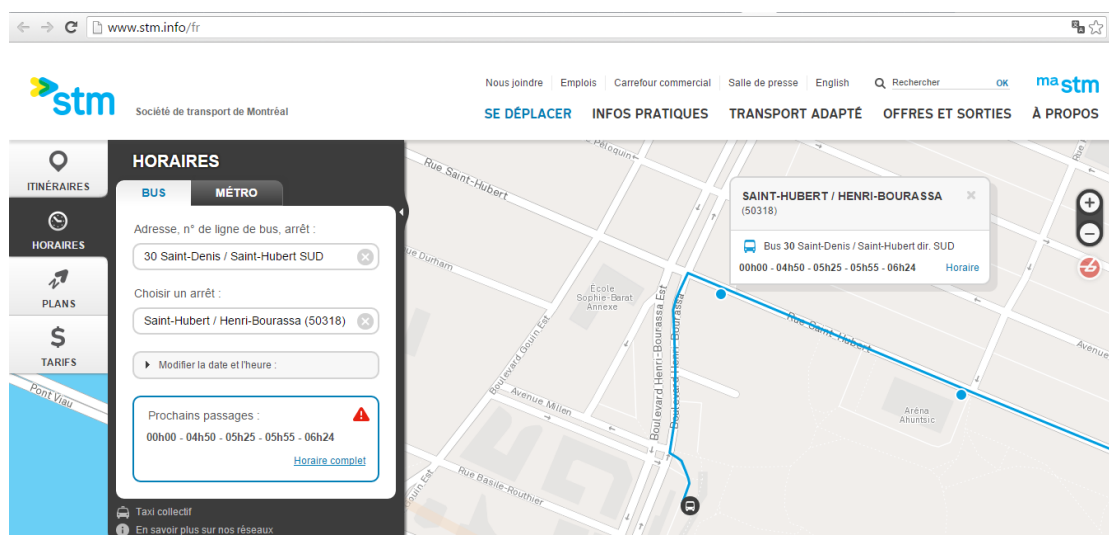 www.stm.info/fr
stm
Société de transport de Montréal
Nous joindre Emplois Carrefour commercial Salle de presse English Rechercher OK
ma stm
SE DÉPLACER INFOS PRATIQUES TRANSPORT ADAPTÉ OFFRES ET SORTIES À PROPOS
ITINÉRAIRES
HORAIRES
PLANS
TARIFS
HORAIRES
BUS MÉTRO
Adresse, n° de ligne de bus, arrêt :
30 Saint-Denis / Saint-Hubert SUD
Choisir un arrêt :
Saint-Hubert / Henri-Bourassa (50318)
Modifier la date et l'heure :
Prochains passages :
00h00 - 04h50 - 05h25 - 05h55 - 06h24
Horaire complet
Taxi collectif
En savoir plus sur nos réseaux
SAINT-HUBERT / HENRI-BOURASSA
(50318)
Bus 30 Saint-Denis / Saint-Hubert dir. SUD
00h00 - 04h50 - 05h25 - 05h55 - 06h24 Horaire
Rue Saint-Hubert
Péloquin
Rue
ue Durham
École
Sophie-Barat
Annexe
Boulevard Gouin Est
Boulevard Henri-Bourassa Est
Boulevard Henri-Bourassa
Rue Saint-Hubert
Avenue
Avenue Millen
Aréna
Ahuntsic
Pont Viau
Rue Basile-Routhier
ouin Est